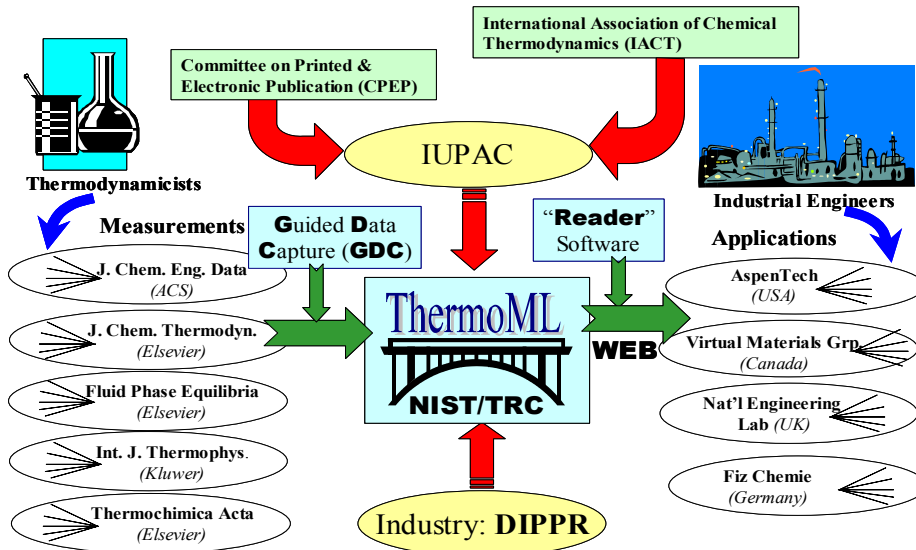 International Association of Chemical
Thermodynamics (IACT)
Committee on Printed &
Electronic Publication (CPEP)
IUPAC
Thermodynamicists
Industrial Engineers
Measurements
Guided Data
Capture (GDC)
“Reader”
Software
Applications
J. Chem. Eng. Data
(ACS)
J. Chem. Thermodyn.
(Elsevier)
Fluid Phase Equilibria
(Elsevier)
Int. J. Thermophys.
(Kluwer)
Thermochimica Acta
(Elsevier)
ThermoML
NIST/TRC
WEB
AspenTech
(USA)
Virtual Materials Grp.
(Canada)
Nat’l Engineering
Lab (UK)
Fiz Chemie
(Germany)
Industry: DIPPR